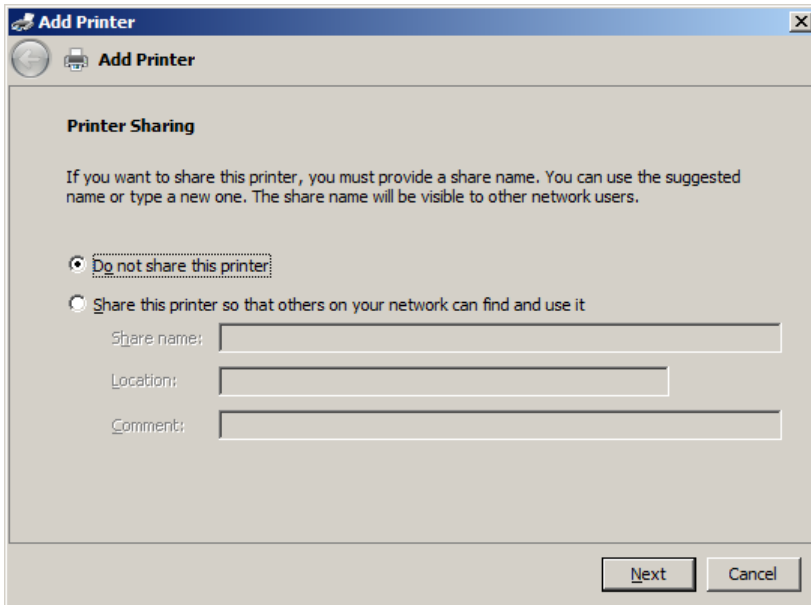 Add Printer
Add Printer
Printer Sharing
If you want to share this printer, you must provide a share name. You can use the suggested
name or type a new one. The share name will be visible to other network users.
Do not share this printer
Share this printer so that others on your network can find and use it
Share name:
Location:
Comment:
Next
Cancel